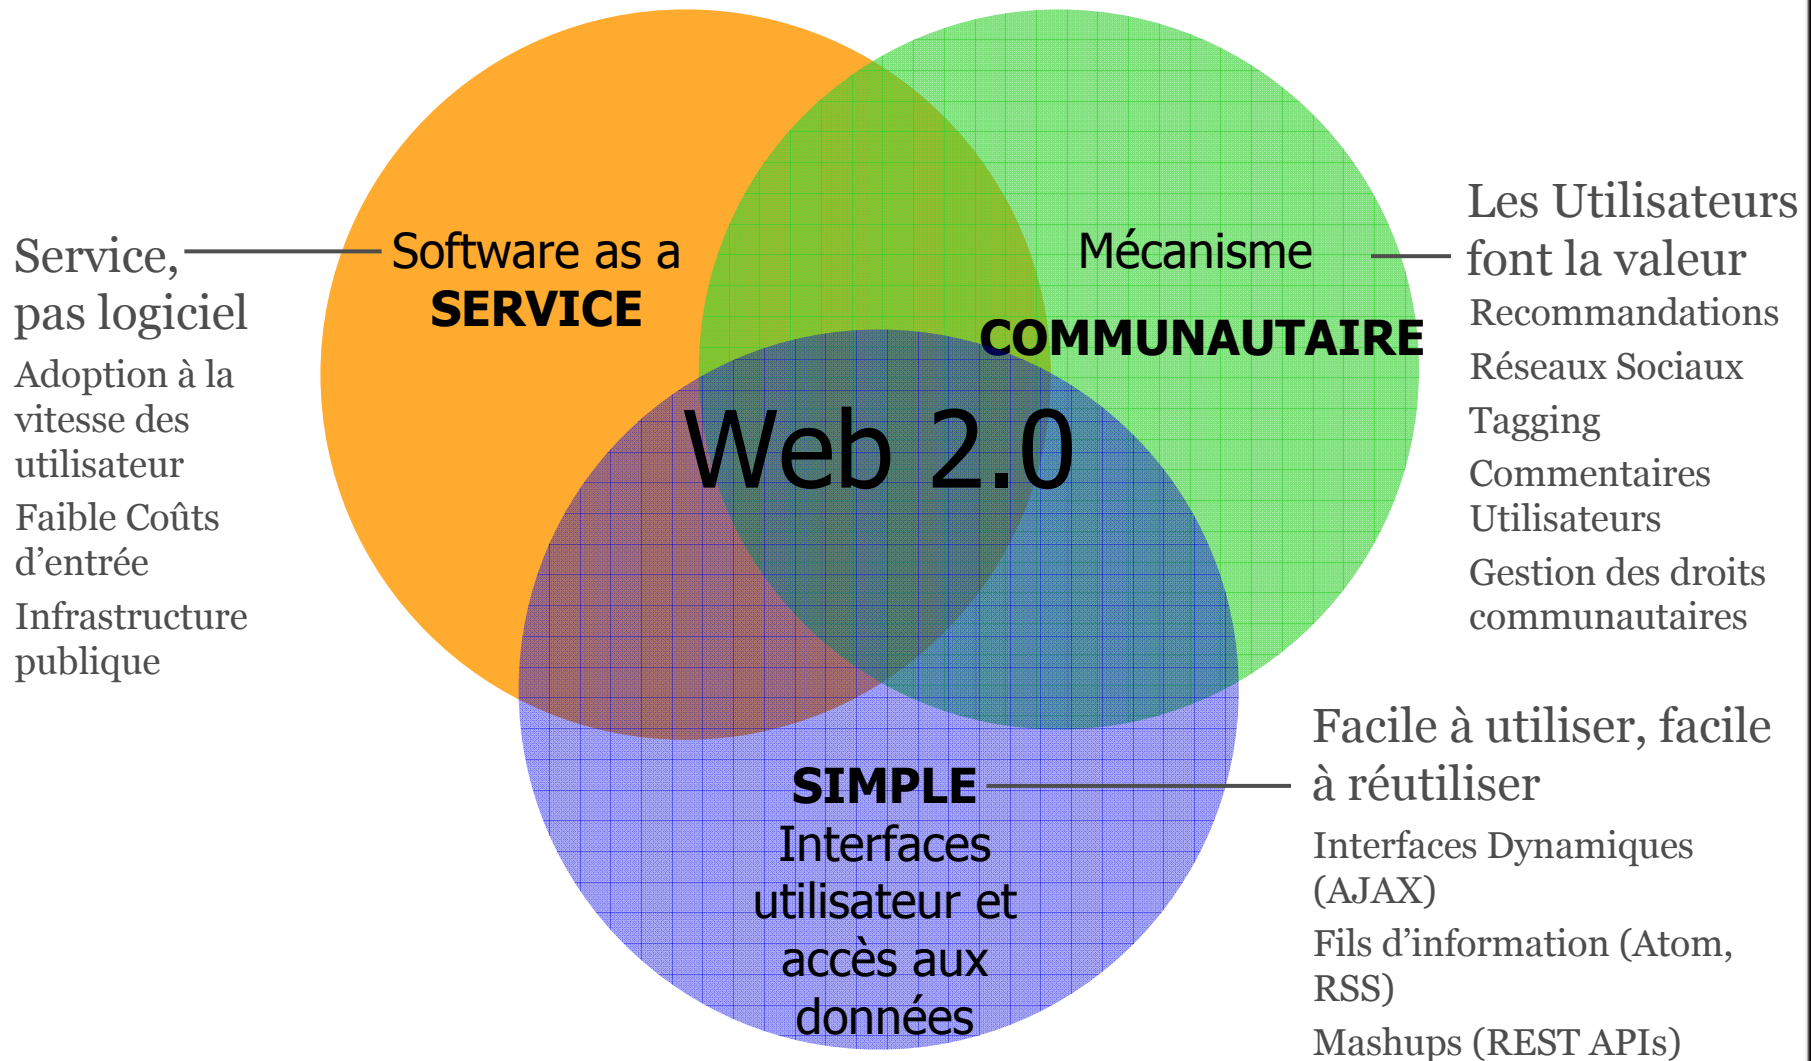 Service,
pas logiciel
Adoption à la
vitesse des
utilisateur
Faible Coûts
d’entrée
Infrastructure
publique
Software as a
SERVICE
Mécanisme
COMMUNAUTAIRE
Web 2.0
SIMPLE
Interfaces
utilisateur et
accès aux
données
Les Utilisateurs
font la valeur
Recommandations
Réseaux Sociaux
Tagging
Commentaires
Utilisateurs
Gestion des droits
communautaires
Facile à utiliser, facile
à réutiliser
Interfaces Dynamiques
(AJAX)
Fils d’information (Atom,
RSS)
Mashups (REST APIs)